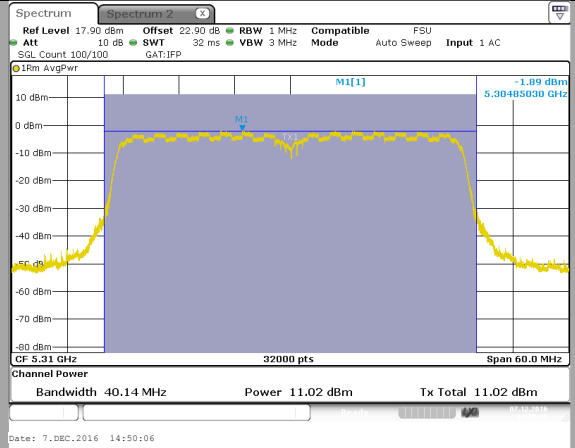 Spectrum Spectrum 2 X
Ref Level 17.90 dBm Offset 22.90 dB RBW 1 MHz Compatible FSU
Att 10 dB SWT 32 ms VBW 3 MHz Mode Auto Sweep Input 1 AC
SGL Count 100/100 GAT:IFP
1Rm AvgPwr
M1[1] -1.89 dBm
5.30485030 GHz
10 dBm
M1
0 dBm
TX1
-10 dBm
-20 dBm
-30 dBm
-40 dBm
-50 dBm
-60 dBm
-70 dBm
-80 dBm
CF 5.31 GHz 32000 pts Span 60.0 MHz
Channel Power
Bandwidth 40.14 MHz Power 11.02 dBm Tx Total 11.02 dBm
Ready 07.12.2016
Date: 7.DEC.2016 14:50:06